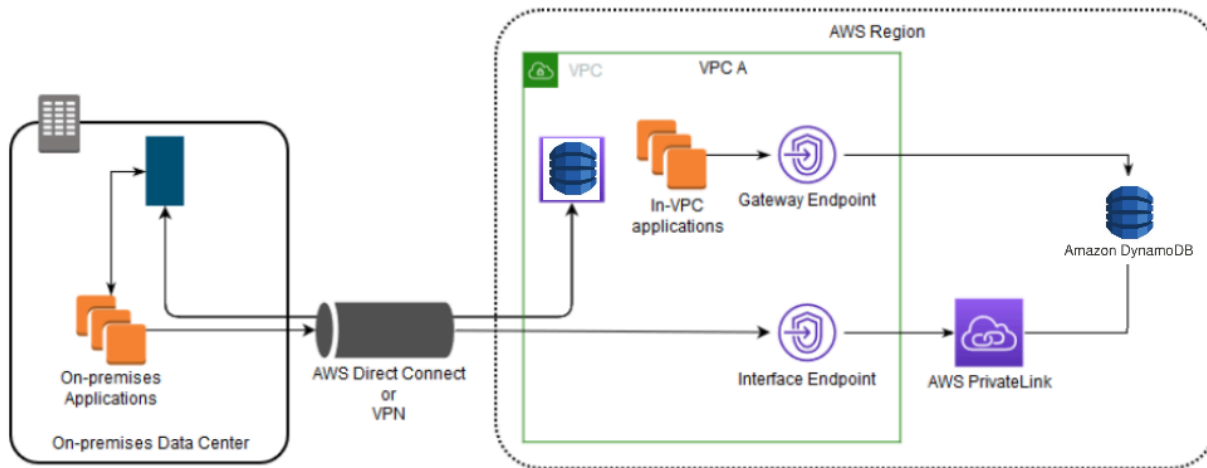 AWS Region
VPC
VPC A
In-VPC
applications
Gateway Endpoint
Amazon DynamoDB
On-premises
Applications
On-premises Data Center
AWS Direct Connect
or
VPN
Interface Endpoint
AWS PrivateLink